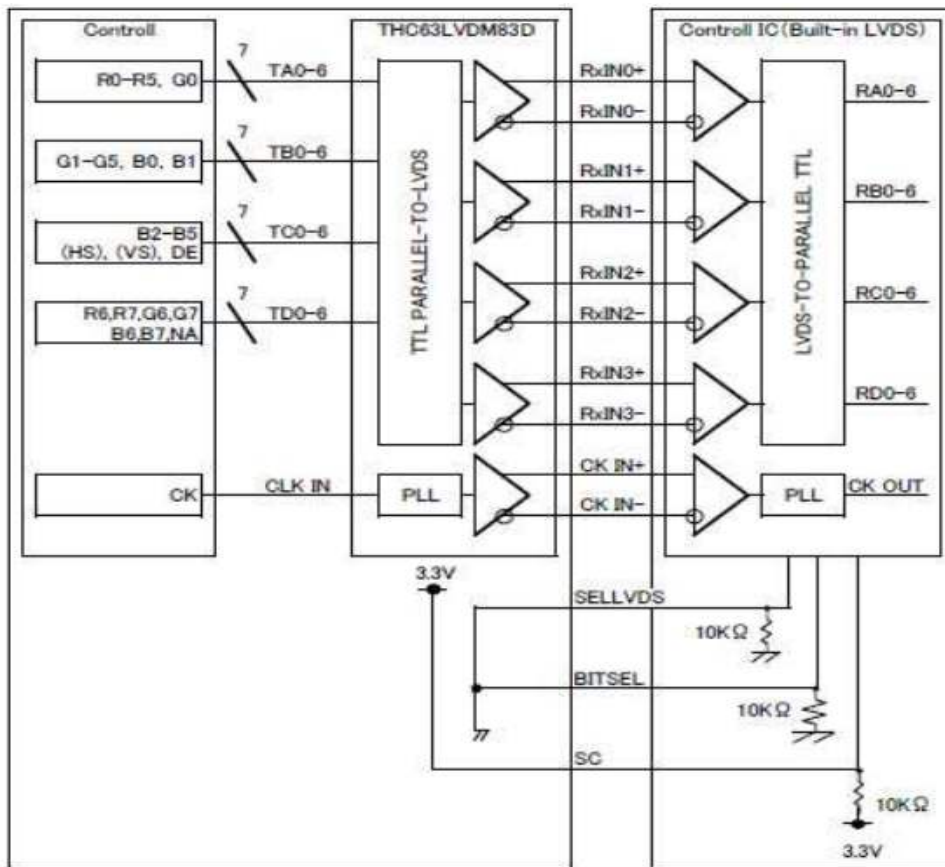 Controll
THC63LVDM83D
Controll IC(Built-in LVDS)
R0-R5, G0
7
TA0-6
RxIN0+
RxIN0-
RA0-6
G1-G5, B0, B1
7
TB0-6
RxIN1+
RxIN1-
RB0-6
B2-B5
(HS), (VS), DE
7
TC0-6
RxIN2+
RxIN2-
RC0-6
R6,R7,G6,G7
B6,B7,NA
7
TD0-6
RxIN3+
RxIN3-
RD0-6
TTL PARALLEL-TO-LVDS
LVDS-TO-PARALLEL TTL
CK
CLK IN
PLL
CK IN+
CK IN-
PLL
CK OUT
3.3V
SELLVDS
10KΩ
BITSEL
10KΩ
SC
10KΩ
3.3V